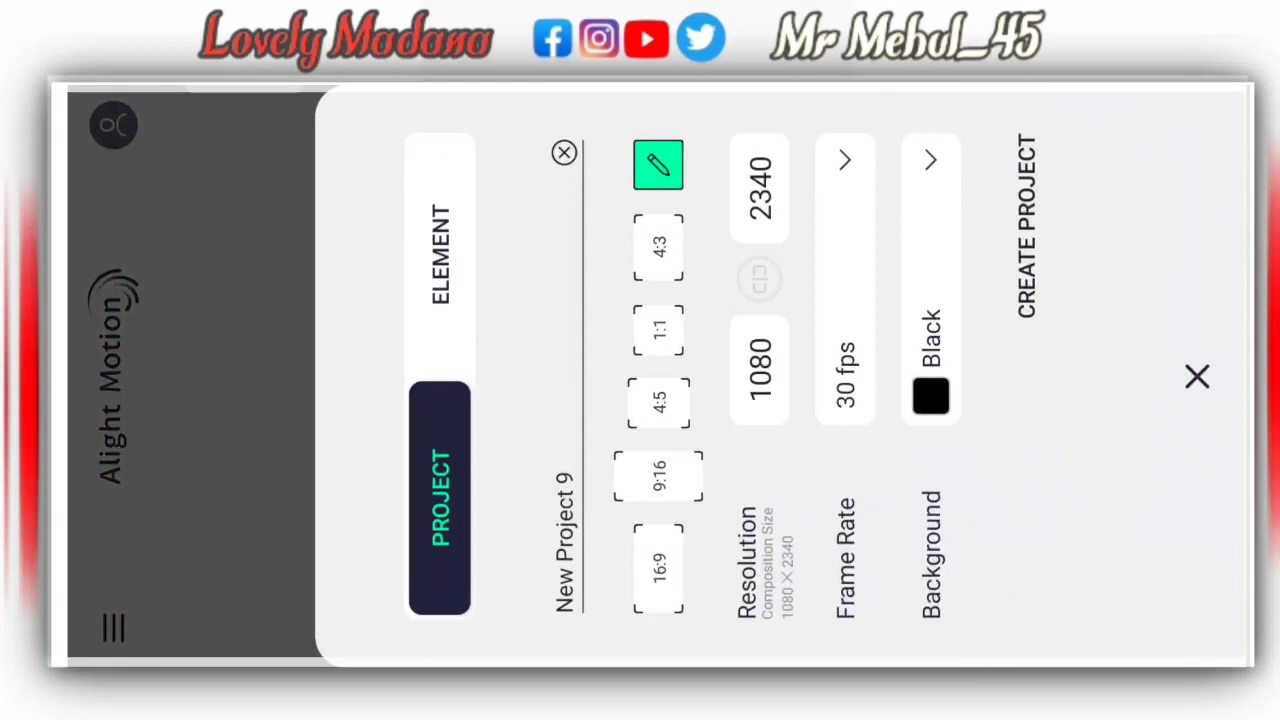 Lovely Madana
Mr Mehul_45
Alight Motion
PROJECT
ELEMENT
New Project 9
16:9
9:16
4:5
1:1
4:3
Resolution
Composition Size
1080 X 2340
1080
2340
Frame Rate
30 fps
Background
Black
CREATE PROJECT